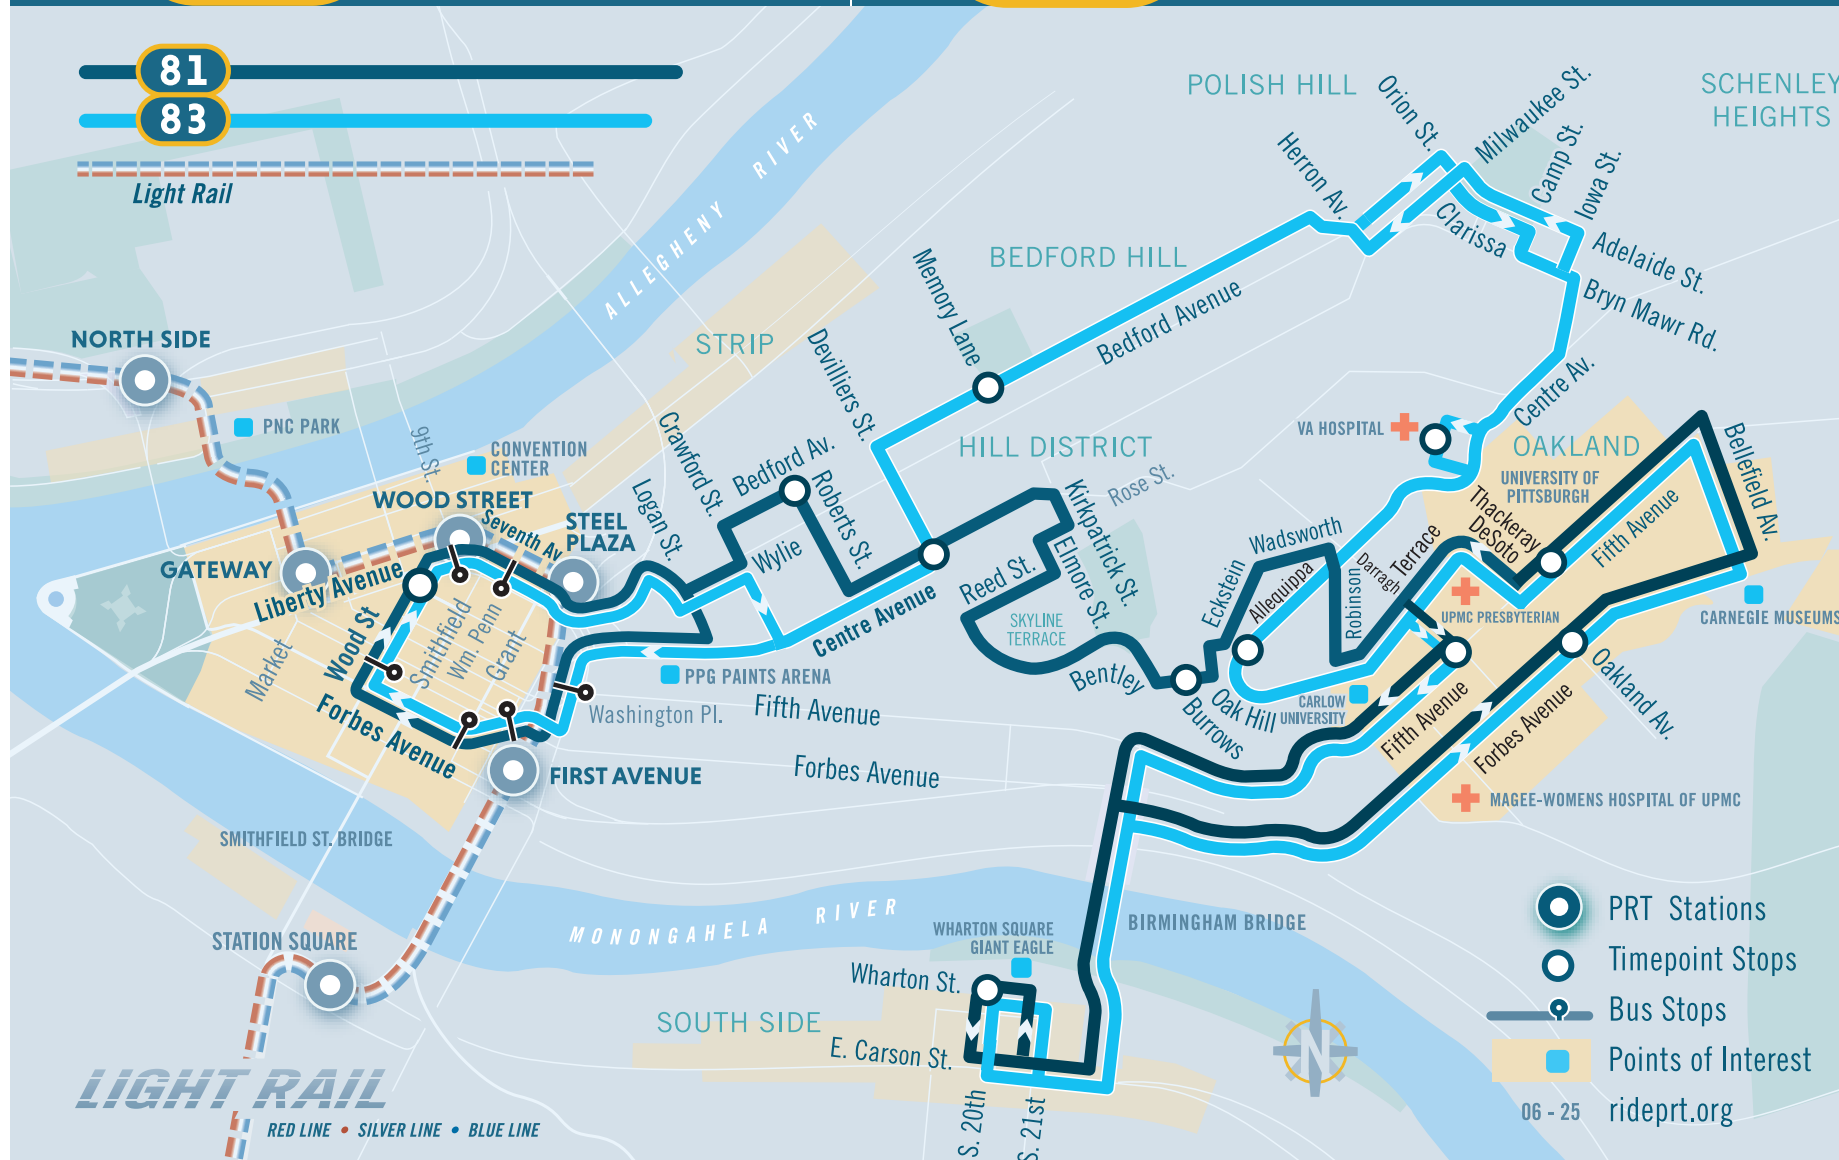 81
83
Light Rail
POLISH HILL
SCHENLEY
HEIGHTS
Orion St.
Milwaukee St.
Camp St.
Iowa St.
Herron Av.
Clarissa
Adelaide St.
Bryn Mawr Rd.
ALLEGHENY RIVER
BEDFORD HILL
Memory Lane
Bedford Avenue
STRIP
Devilliers St.
NORTH SIDE
PNC PARK
9th St.
CONVENTION
CENTER
Crawford St.
Bedford Av.
HILL DISTRICT
Centre Av.
VA HOSPITAL
OAKLAND
UNIVERSITY OF
PITTSBURGH
Bellefield Av.
WOOD STREET
Seventh Av
STEEL
PLAZA
Logan St.
Roberts St.
Wylie
Kirkpatrick St.
Rose St.
Thackeray
DeSoto
Fifth Avenue
GATEWAY
Liberty Avenue
Reed St.
Elmore St.
Wadsworth
Eckstein
Allequippa
Robinson
Darragh
Terrace
UPMC PRESBYTERIAN
CARNEGIE MUSEUMS
Centre Avenue
SKYLINE
TERRACE
Market
Wood St
Smithfield
Wm. Penn
Grant
PPG PAINTS ARENA
Bentley
Oak Hill
Burrows
CARLOW
UNIVERSITY
Oakland Av.
Forbes Avenue
Washington Pl.
Fifth Avenue
Fifth Avenue
Forbes Avenue
Forbes Avenue
FIRST AVENUE
MAGEE-WOMENS HOSPITAL OF UPMC
SMITHFIELD ST. BRIDGE
MONONGAHELA RIVER
BIRMINGHAM BRIDGE
STATION SQUARE
WHARTON SQUARE
GIANT EAGLE
Wharton St.
SOUTH SIDE
E. Carson St.
S. 20th
S. 21st
N
PRT Stations
Timepoint Stops
Bus Stops
Points of Interest
06 - 25 rideprt.org
LIGHT RAIL
RED LINE • SILVER LINE • BLUE LINE